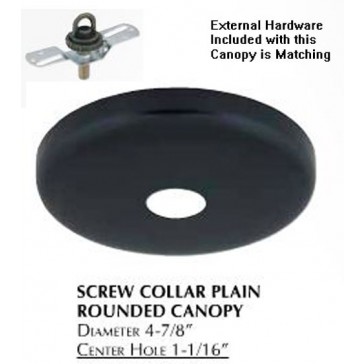 External Hardware
Included with this
Canopy is Matching
SCREW COLLAR PLAIN
ROUNDED CANOPY
DIAMETER 4-7/8"
CENTER HOLE 1-1/16"